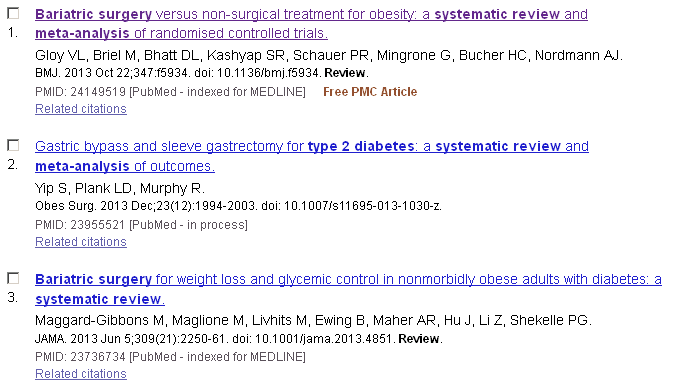 Bariatric surgery versus non-surgical treatment for obesity: a systematic review and
1. meta-analysis of randomised controlled trials.
Gloy VL, Briel M, Bhatt DL, Kashyap SR, Schauer PR, Mingrone G, Bucher HC, Nordmann AJ.
BMJ. 2013 Oct 22;347:f5934. doi: 10.1136/bmj.f5934. Review.
PMID: 24149519 [PubMed - indexed for MEDLINE] Free PMC Article
Related citations
Gastric bypass and sleeve gastrectomy for type 2 diabetes: a systematic review and
2. meta-analysis of outcomes.
Yip S, Plank LD, Murphy R.
Obes Surg. 2013 Dec;23(12):1994-2003. doi: 10.1007/s11695-013-1030-z.
PMID: 23955521 [PubMed - in process]
Related citations
Bariatric surgery for weight loss and glycemic control in nonmorbidly obese adults with diabetes: a
3. systematic review.
Maggard-Gibbons M, Maglione M, Livhits M, Ewing B, Maher AR, Hu J, Li Z, Shekelle PG.
JAMA. 2013 Jun 5;309(21):2250-61. doi: 10.1001/jama.2013.4851. Review.
PMID: 23736734 [PubMed - indexed for MEDLINE]
Related citations